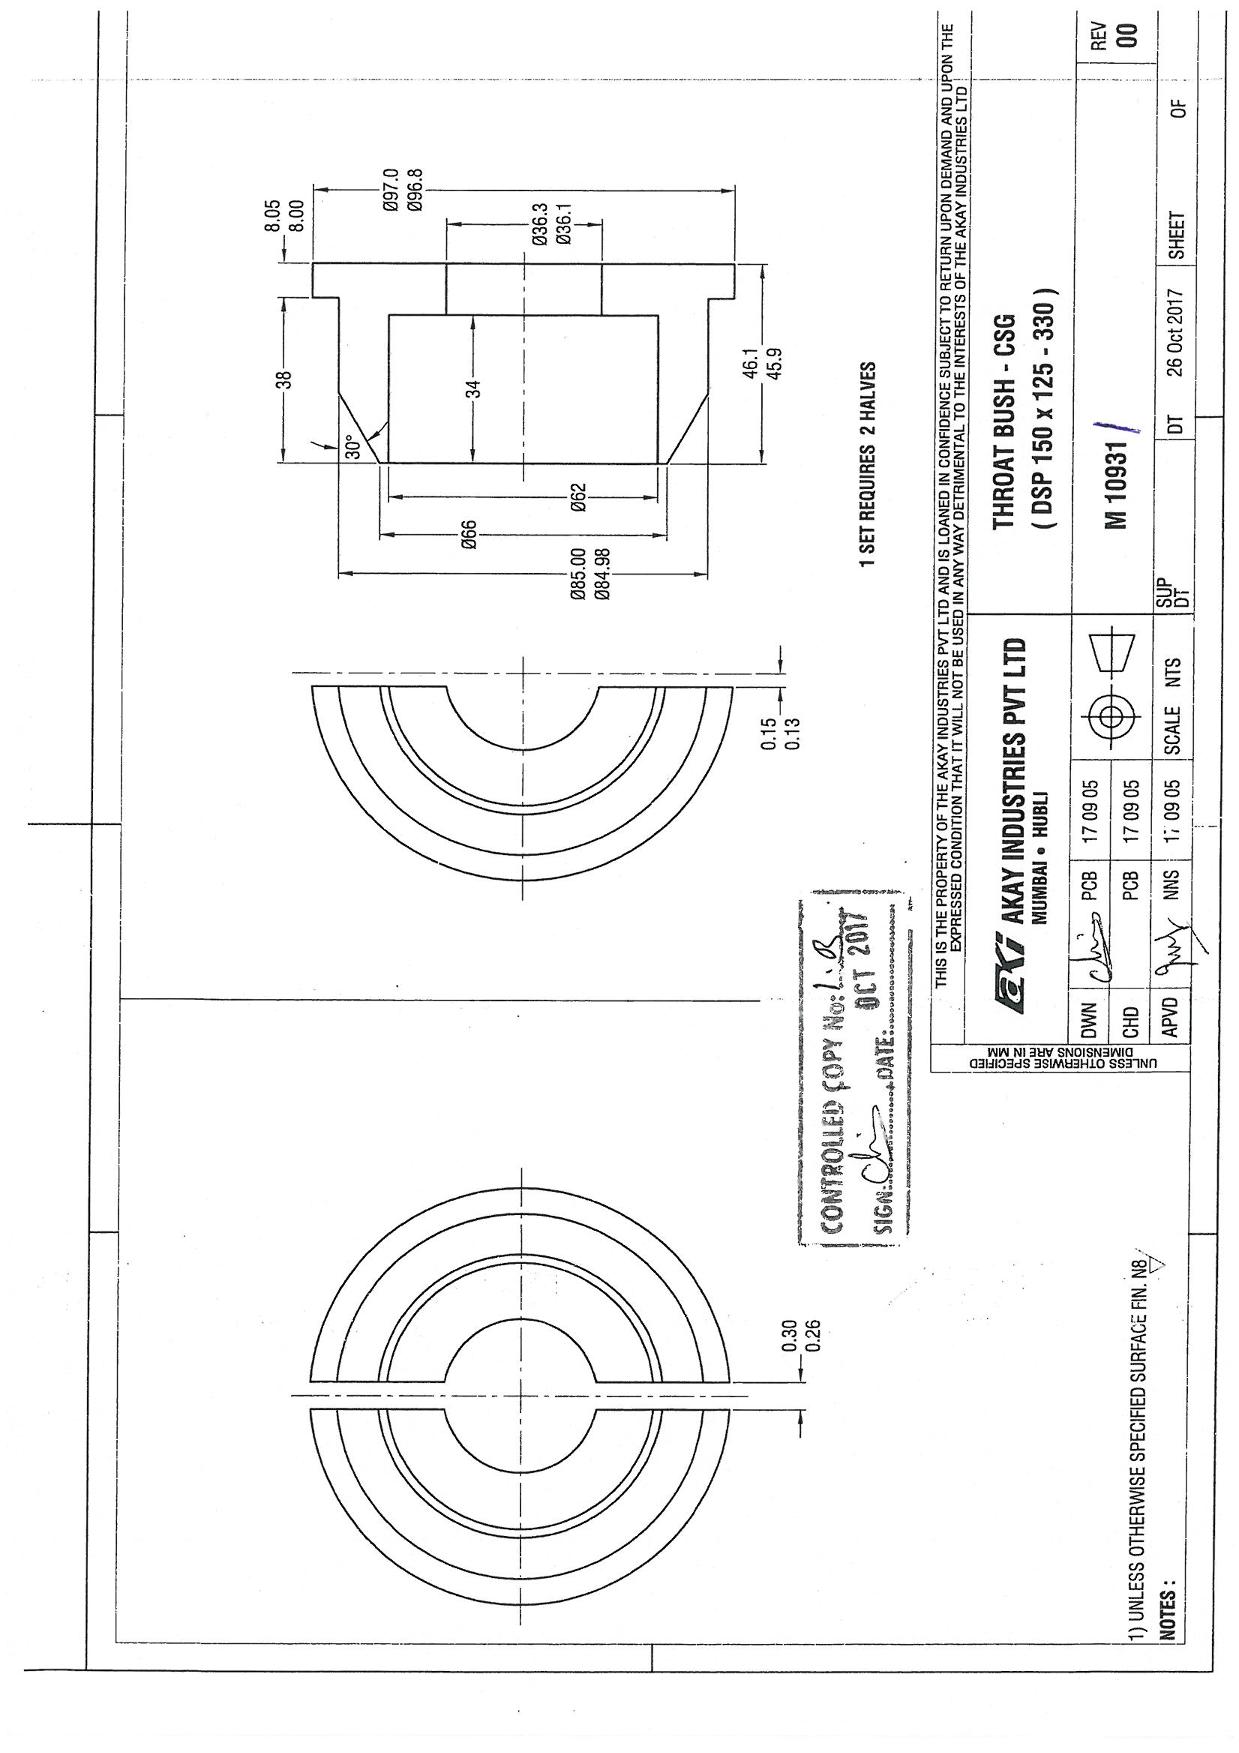 8.05
8.00
38
30°
34
Ø97.0
Ø96.8
Ø36.3
Ø36.1
46.1
45.9
Ø62
Ø66
Ø85.00
Ø84.98
0.15
0.13
0.30
0.26
1 SET REQUIRES 2 HALVES
CONTROLLED COPY No:
SIGN: DATE: OCT 2017
1) UNLESS OTHERWISE SPECIFIED SURFACE FIN. N8
NOTES :
UNLESS OTHERWISE SPECIFIED
DIMENSIONS ARE IN MM
THIS IS THE PROPERTY OF THE AKAY INDUSTRIES PVT LTD AND IS LOANED IN CONFIDENCE SUBJECT TO RETURN UPON DEMAND AND UPON THE
EXPRESSED CONDITION THAT IT WILL NOT BE USED IN ANY WAY DETRIMENTAL TO THE INTERESTS OF THE AKAY INDUSTRIES LTD
aKi AKAY INDUSTRIES PVT LTD
MUMBAI • HUBLI
THROAT BUSH - CSG
( DSP 150 x 125 - 330 )
DWN PCB 17 09 05
CHD PCB 17 09 05
APVD NNS 17 09 05
SCALE NTS
M 10931 /
REV
00
SUP
DT
DT 26 Oct 2017
SHEET OF